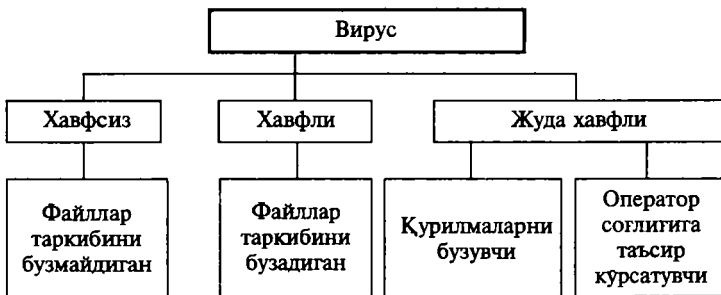 Вирус
Хавфсиз
Хавфли
Жуда хавфли
Файллар
таркибини
бузмайдиган
Файллар
таркибини
бузадиган
Қурилмаларни
бузувчи
Оператор
соғлиғига
таъсир
кўрсатувчи